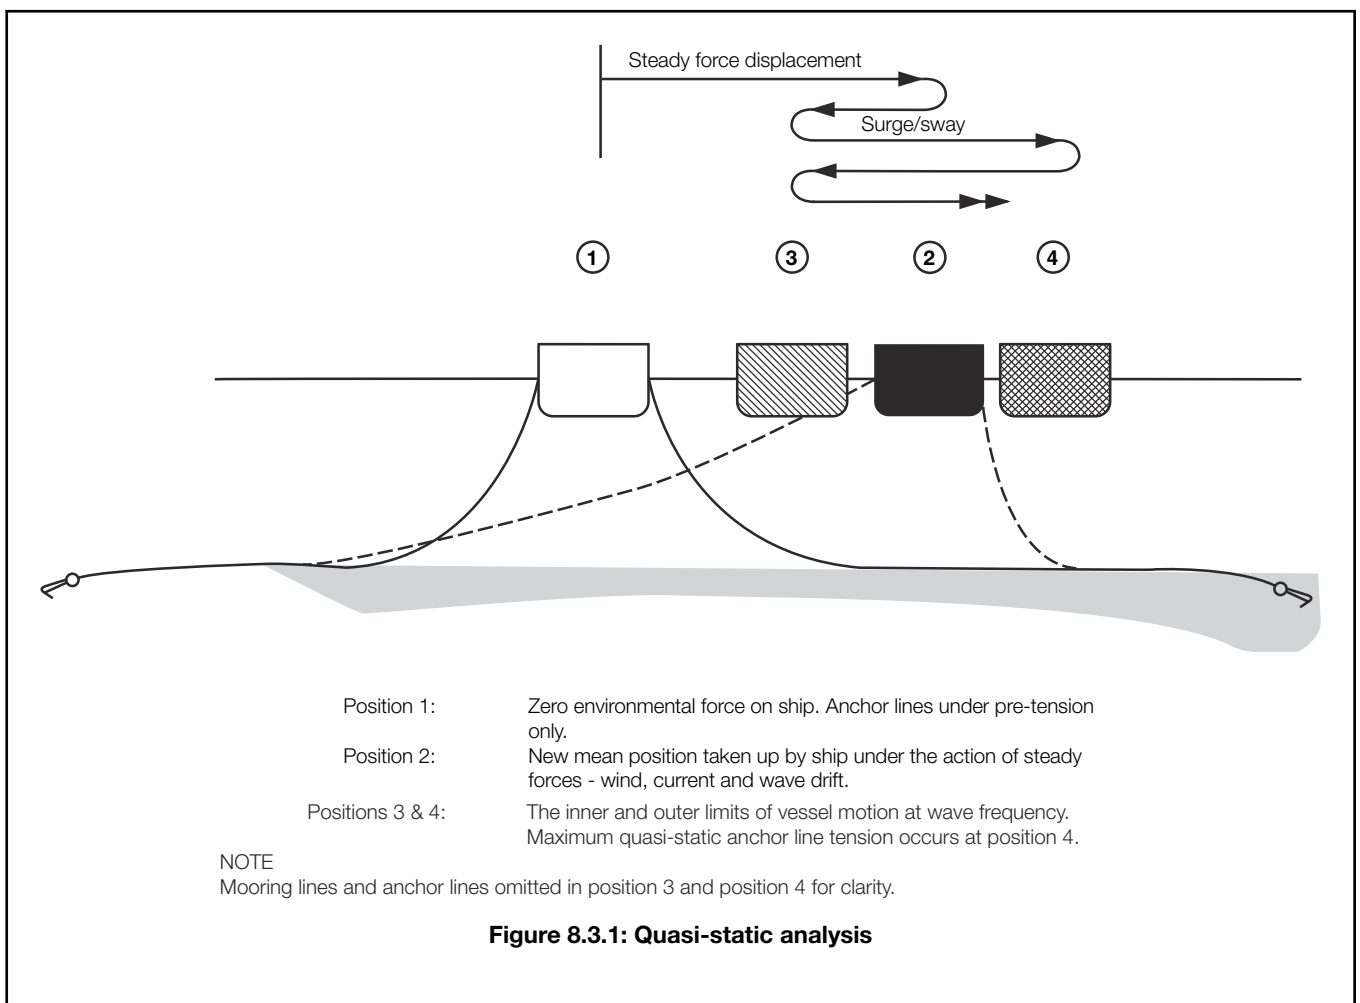 Steady force displacement
Surge/sway
1
3
2
4
Position 1: Zero environmental force on ship. Anchor lines under pre-tension
only.
Position 2: New mean position taken up by ship under the action of steady
forces - wind, current and wave drift.
Positions 3 & 4: The inner and outer limits of vessel motion at wave frequency.
Maximum quasi-static anchor line tension occurs at position 4.
NOTE
Mooring lines and anchor lines omitted in position 3 and position 4 for clarity.
Figure 8.3.1: Quasi-static analysis